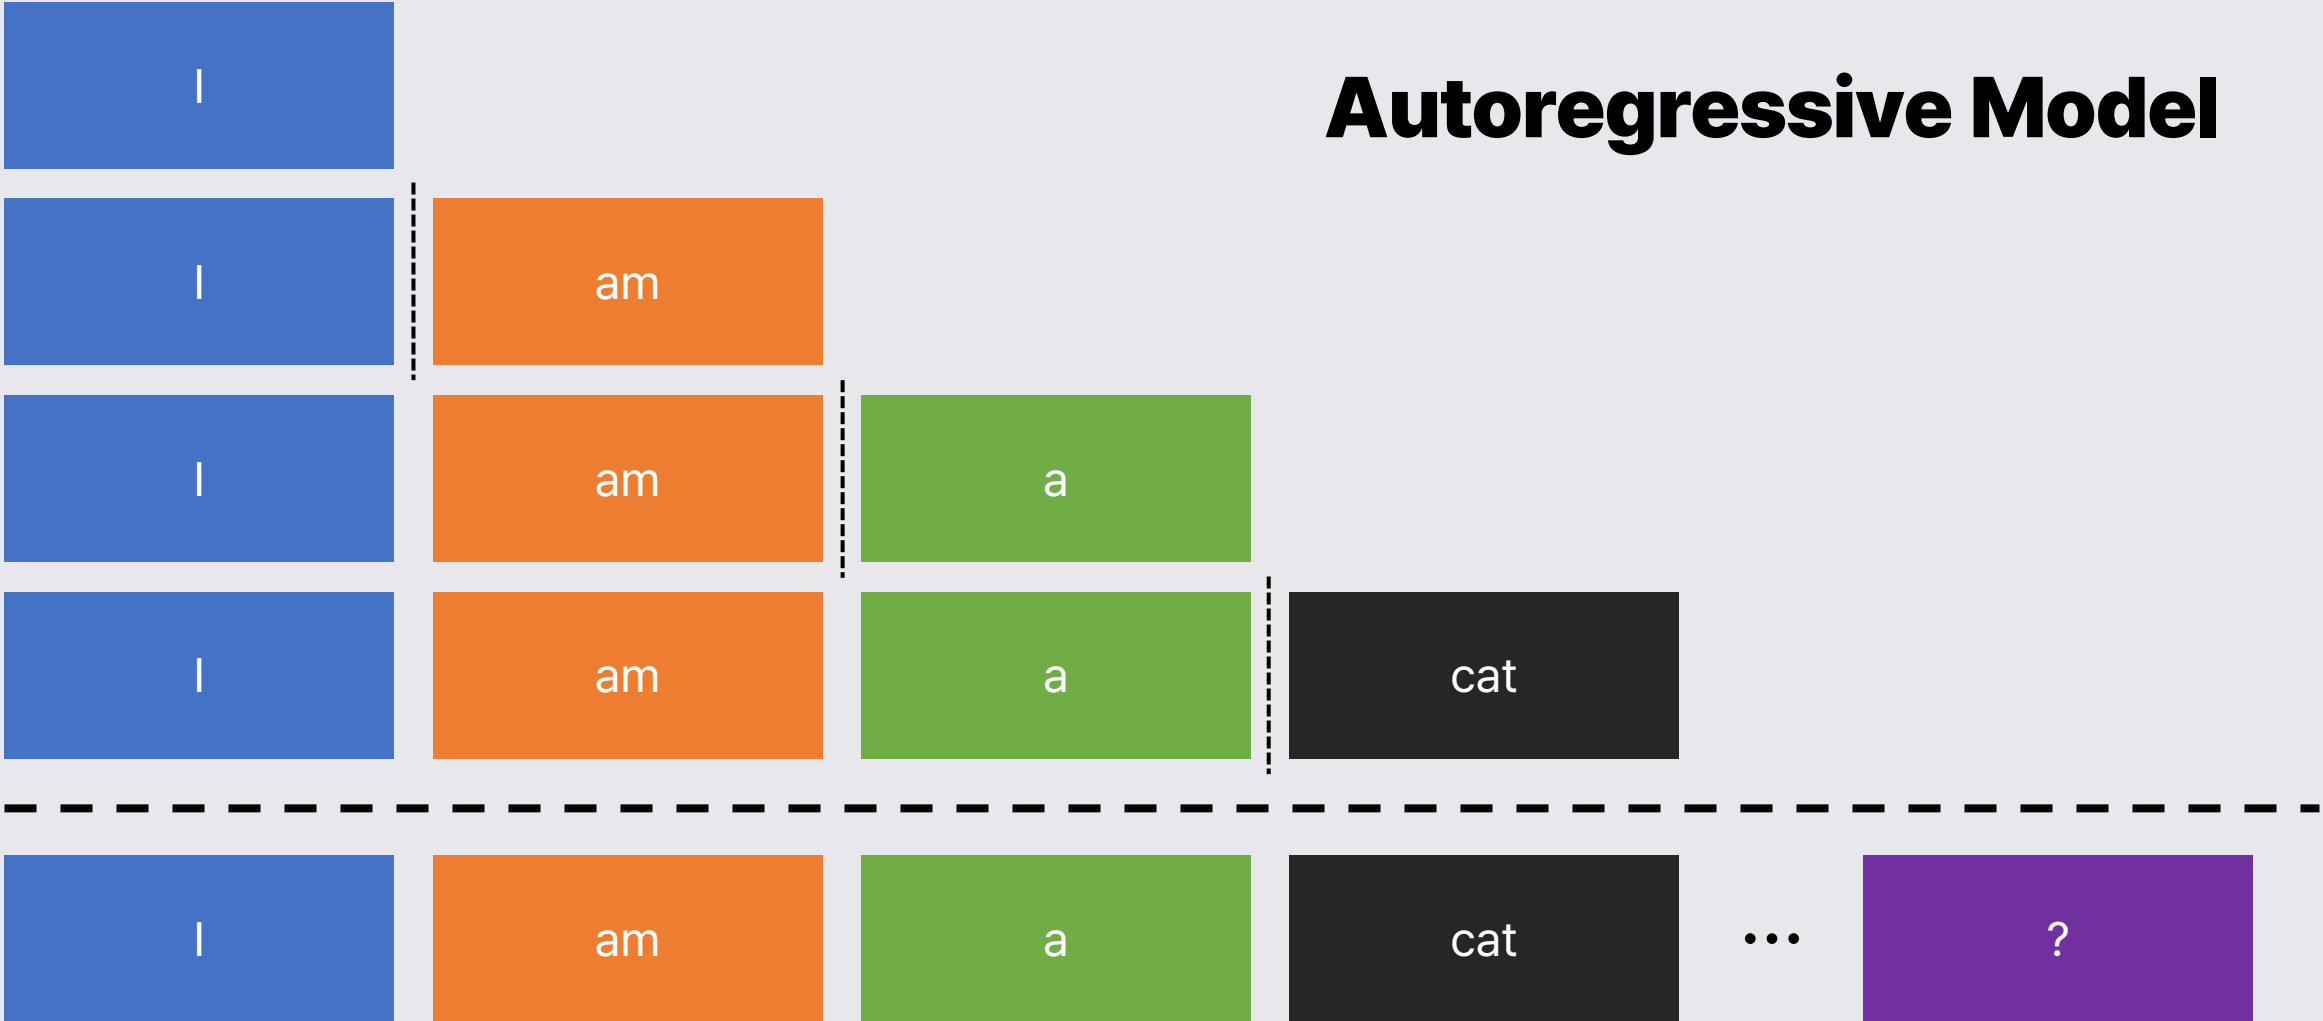 I
Autoregressive Model
I am
I am a
I am a cat
I am a cat ... ?